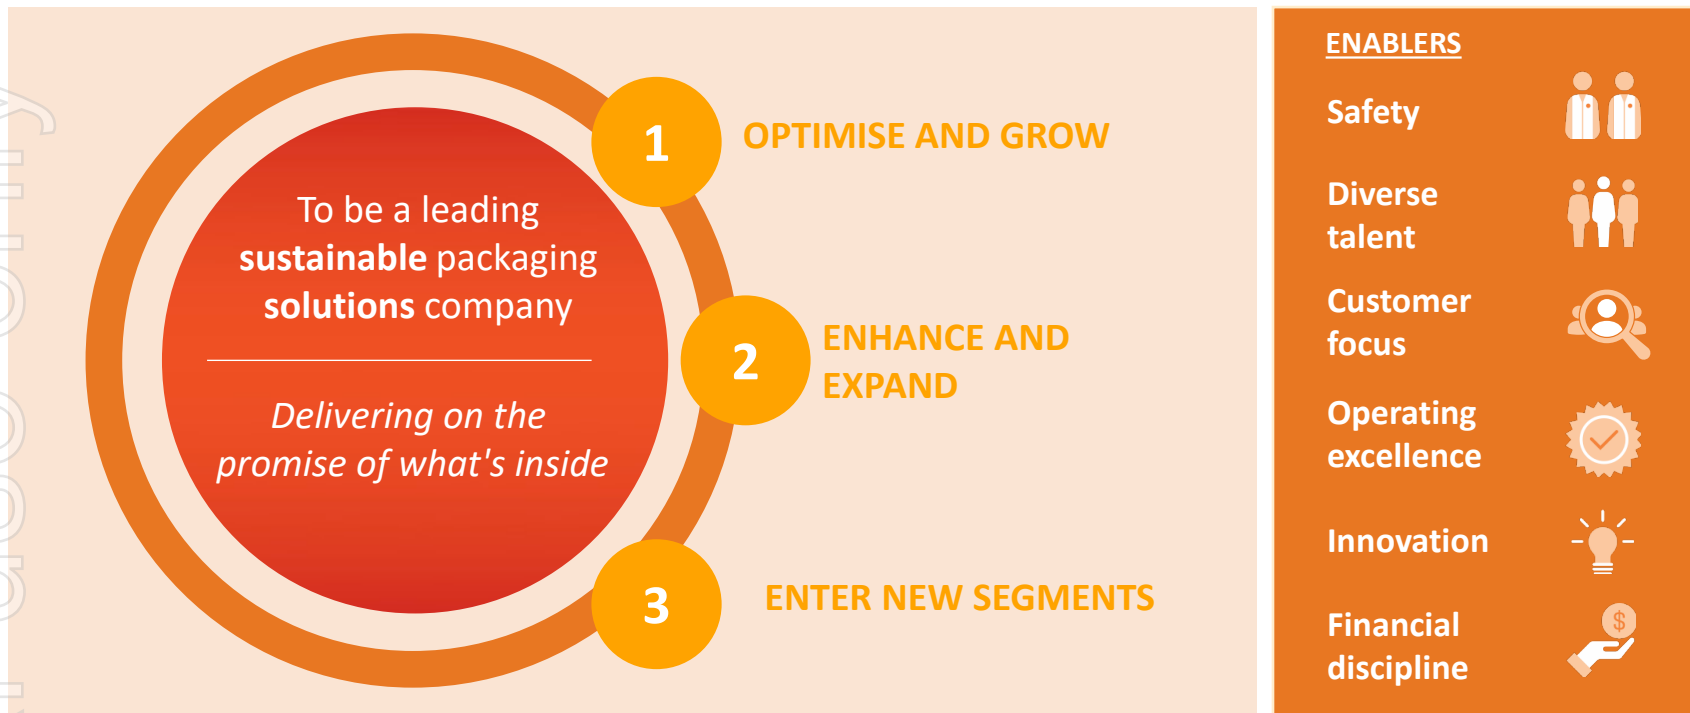 To be a leading
sustainable packaging
solutions company
Delivering on the
promise of what's inside
1
OPTIMISE AND GROW
2
ENHANCE AND
EXPAND
3
ENTER NEW SEGMENTS
ENABLERS
Safety
Diverse
talent
Customer
focus
Operating
excellence
Innovation
Financial
discipline
$